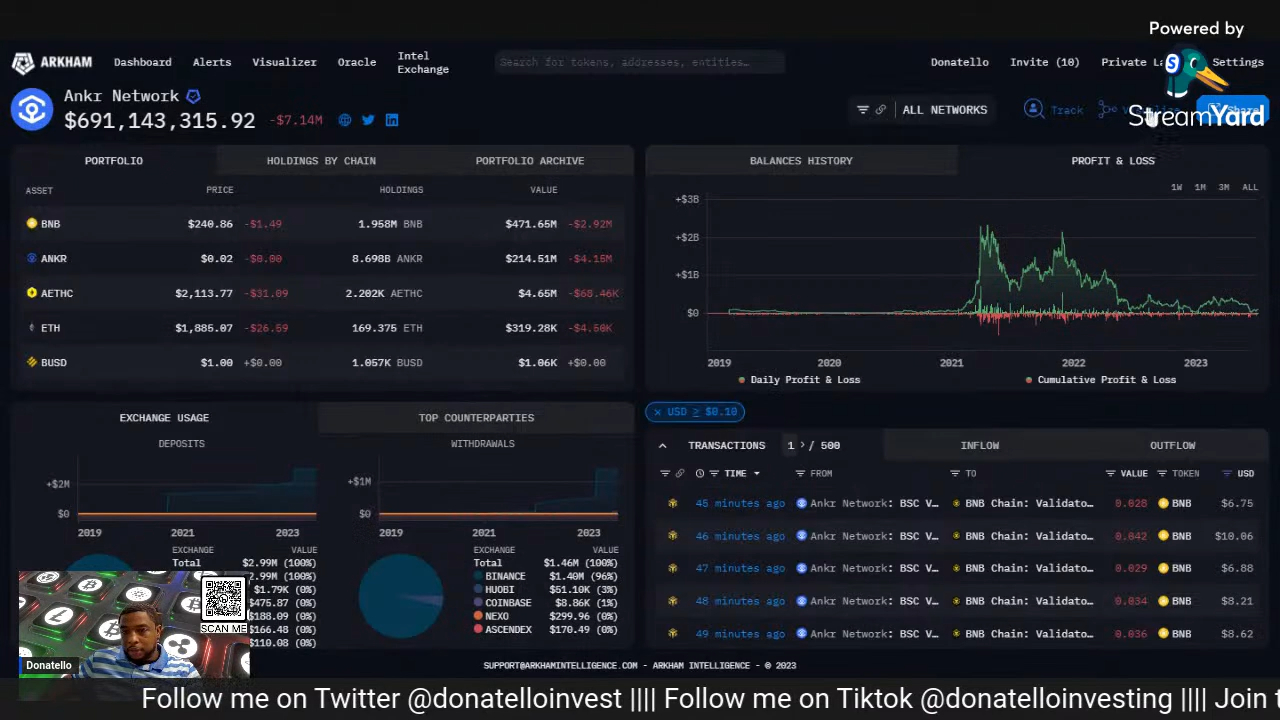 Powered by
StreamYard
ARKHAM Dashboard Alerts Visualizer Oracle Intel Exchange Search for tokens, addresses, entities… Donatello Invite (10) Private Settings
Ankr Network
$691,143,315.92 -$7.14M
ALL NETWORKS Track
PORTFOLIO HOLDINGS BY CHAIN PORTFOLIO ARCHIVE
ASSET PRICE HOLDINGS VALUE
BNB $240.86 -$1.49 1.958M BNB $471.65M -$2.92M
ANKR $0.02 -$0.00 8.698B ANKR $214.51M -$4.15M
AETHC $2,113.77 -$31.09 2.202K AETHC $4.65M -$68.46K
ETH $1,885.07 -$26.59 169.375 ETH $319.28K -$4.50K
BUSD $1.00 +$0.00 1.057K BUSD $1.06K +$0.00
BALANCES HISTORY PROFIT & LOSS
1W 1M 3M ALL
+$3B
+$2B
+$1B
$0
2019 2020 2021 2022 2023
Daily Profit & Loss Cumulative Profit & Loss
EXCHANGE USAGE TOP COUNTERPARTIES
DEPOSITS WITHDRAWALS
+$2M
$0
2019 2021 2023
+$1M
$0
2019 2021 2023
EXCHANGE VALUE
Total $2.99M (100%)
2.99M (100%)
$1.79K (0%)
$475.87 (0%)
$188.09 (0%)
$166.48 (0%)
$110.08 (0%)
EXCHANGE VALUE
Total $1.46M (100%)
BINANCE $1.40M (96%)
HUOBI $51.10K (3%)
COINBASE $8.86K (1%)
NEXO $299.96 (0%)
ASCENDEX $170.49 (0%)
× USD ≥ $0.10
TRANSACTIONS 1 > / 500 INFLOW OUTFLOW
TIME FROM TO VALUE TOKEN USD
45 minutes ago Ankr Network: BSC V… BNB Chain: Validato… 0.028 BNB $6.75
46 minutes ago Ankr Network: BSC V… BNB Chain: Validato… 0.042 BNB $10.06
47 minutes ago Ankr Network: BSC V… BNB Chain: Validato… 0.029 BNB $6.88
48 minutes ago Ankr Network: BSC V… BNB Chain: Validato… 0.034 BNB $8.21
49 minutes ago Ankr Network: BSC V… BNB Chain: Validato… 0.036 BNB $8.62
SCAN ME
Donatello
SUPPORT@ARKHAMINTELLIGENCE.COM - ARKHAM INTELLIGENCE - © 2023
Follow me on Twitter @donatelloinvest |||| Follow me on Tiktok @donatelloinvesting |||| Join